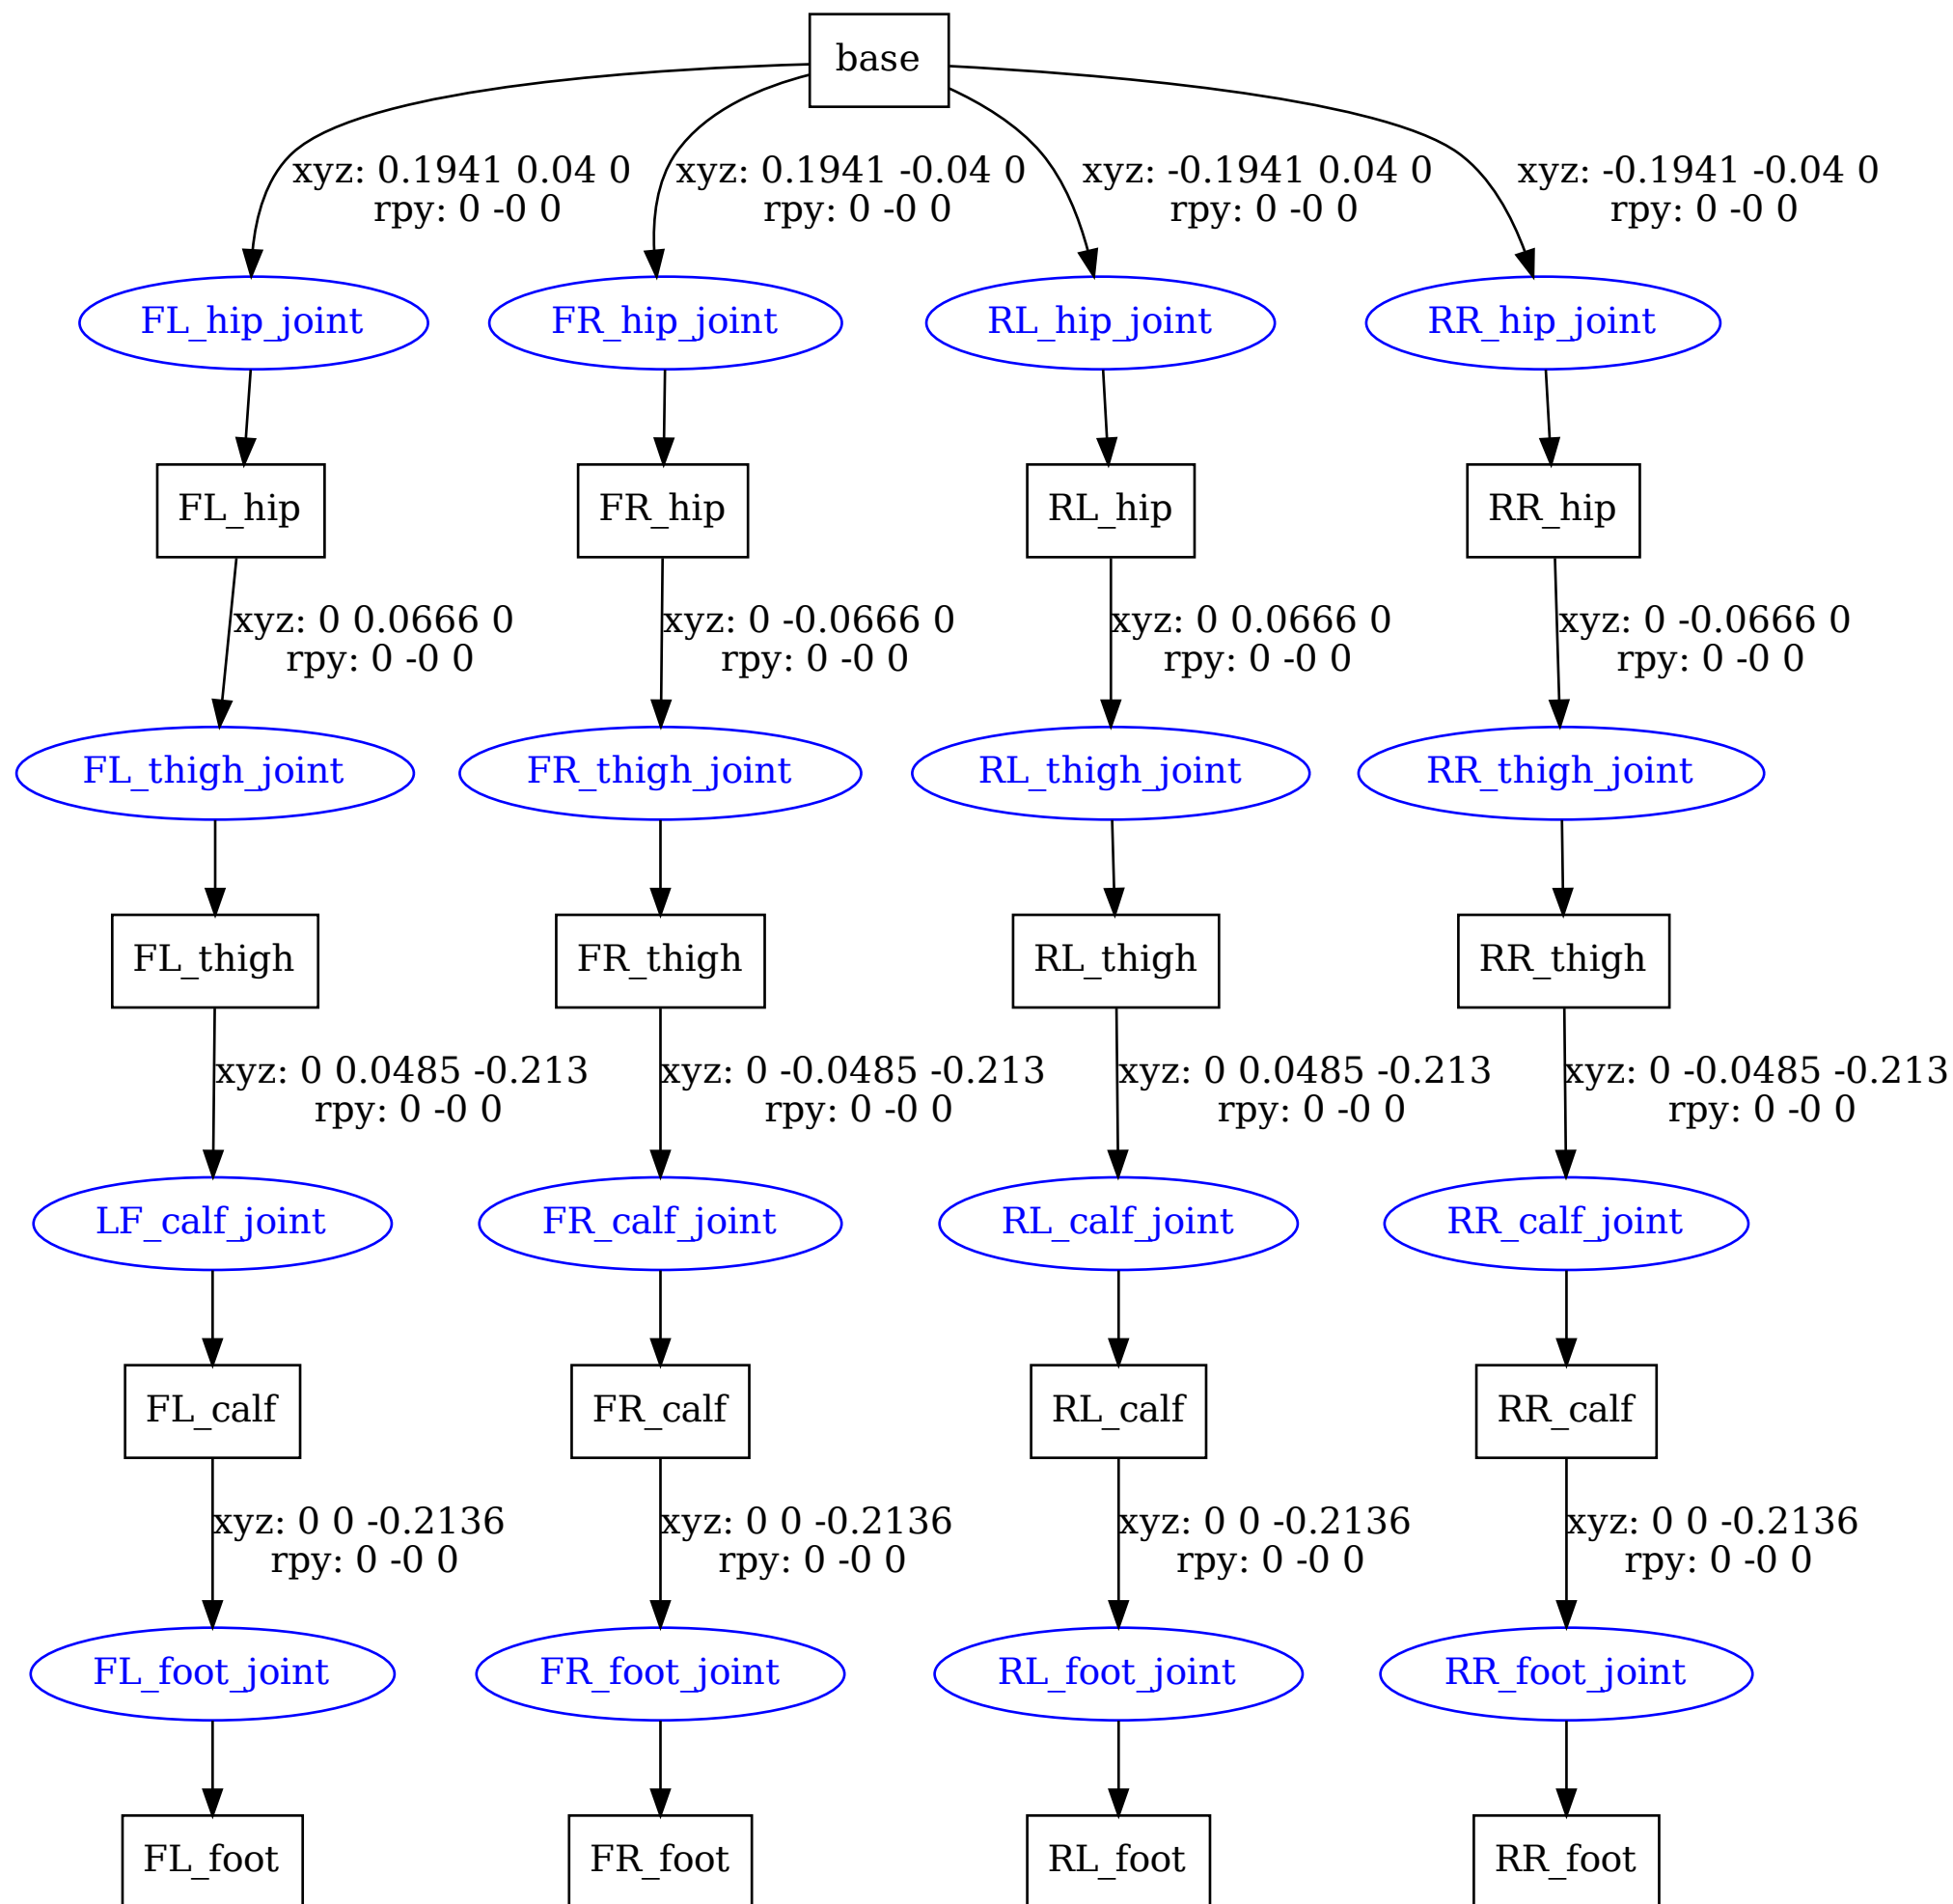 base
xyz: 0.1941 0.04 0
rpy: 0 -0 0
xyz: 0.1941 -0.04 0
rpy: 0 -0 0
xyz: -0.1941 0.04 0
rpy: 0 -0 0
xyz: -0.1941 -0.04 0
rpy: 0 -0 0
FL_hip_joint
FR_hip_joint
RL_hip_joint
RR_hip_joint
FL_hip
FR_hip
RL_hip
RR_hip
xyz: 0 0.0666 0
rpy: 0 -0 0
xyz: 0 -0.0666 0
rpy: 0 -0 0
xyz: 0 0.0666 0
rpy: 0 -0 0
xyz: 0 -0.0666 0
rpy: 0 -0 0
FL_thigh_joint
FR_thigh_joint
RL_thigh_joint
RR_thigh_joint
FL_thigh
FR_thigh
RL_thigh
RR_thigh
xyz: 0 0.0485 -0.213
rpy: 0 -0 0
xyz: 0 -0.0485 -0.213
rpy: 0 -0 0
xyz: 0 0.0485 -0.213
rpy: 0 -0 0
xyz: 0 -0.0485 -0.213
rpy: 0 -0 0
LF_calf_joint
FR_calf_joint
RL_calf_joint
RR_calf_joint
FL_calf
FR_calf
RL_calf
RR_calf
xyz: 0 0 -0.2136
rpy: 0 -0 0
xyz: 0 0 -0.2136
rpy: 0 -0 0
xyz: 0 0 -0.2136
rpy: 0 -0 0
xyz: 0 0 -0.2136
rpy: 0 -0 0
FL_foot_joint
FR_foot_joint
RL_foot_joint
RR_foot_joint
FL_foot
FR_foot
RL_foot
RR_foot